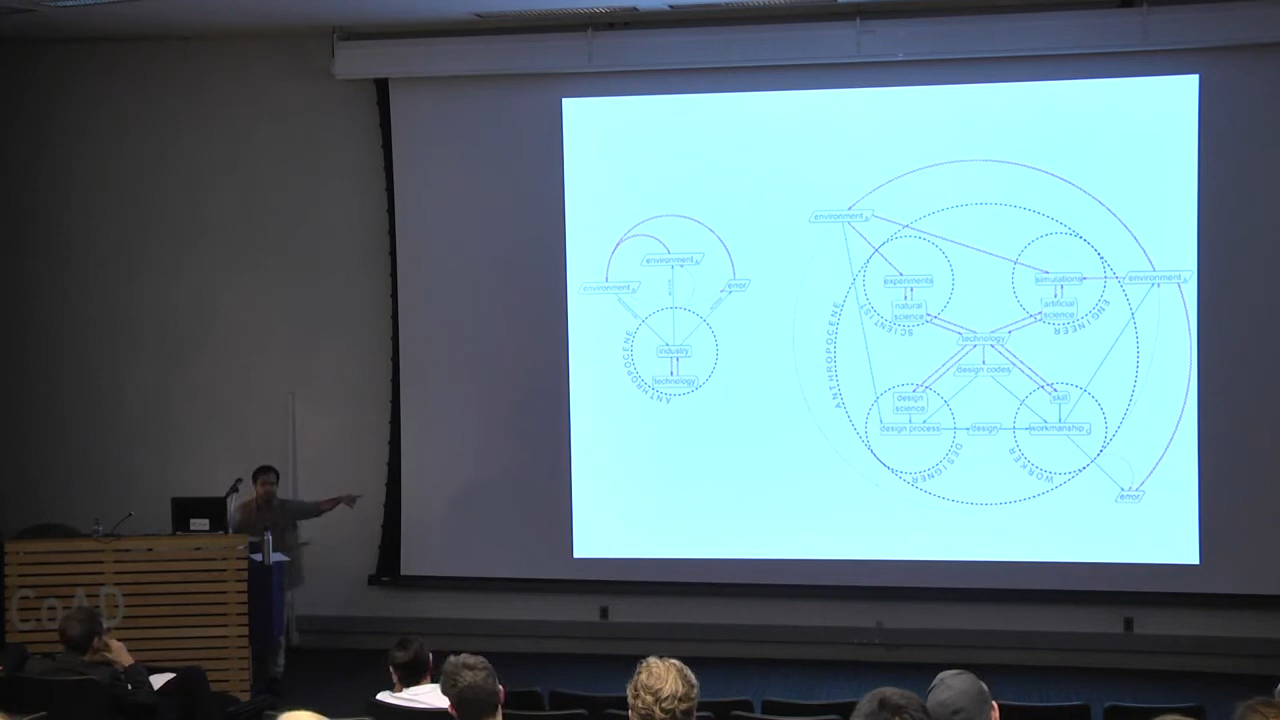 environment
environment
error
industry
technology
ANTHROPOCENE
environment
environment
experiments
natural
science
SCIENTIST
simulations
artificial
science
ENGINEER
ANTHROPOCENE
technology
design codes
design
science
design process
DESIGNER
design
skill
workmanship
WORKER
error
CoAD